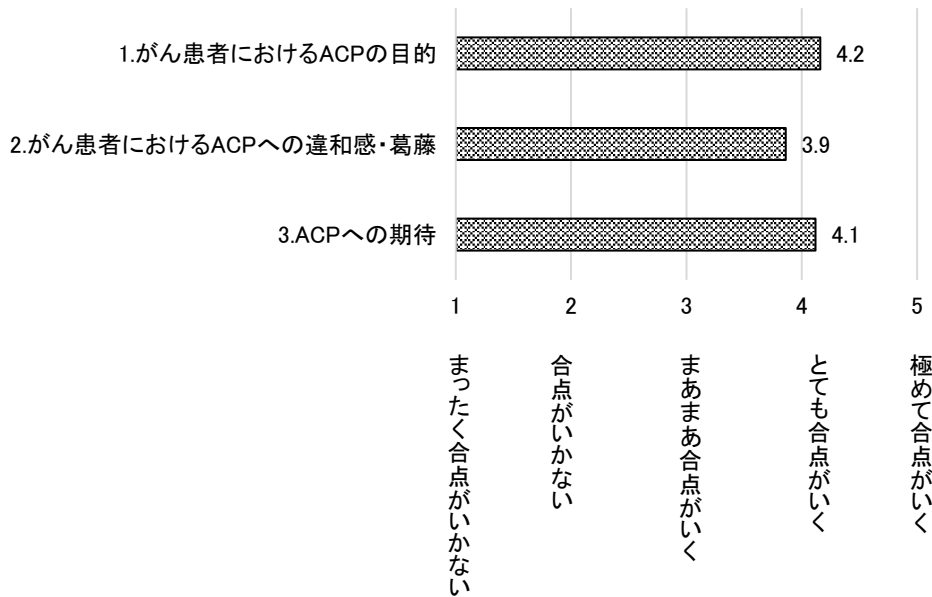 1.がん患者におけるACPの目的
4.2
2.がん患者におけるACPへの違和感・葛藤
3.9
3.ACPへの期待
4.1
1
2
3
4
5
まったく合点がいかない
合点がいかない
まあまあ合点がいく
とても合点がいく
極めて合点がいく